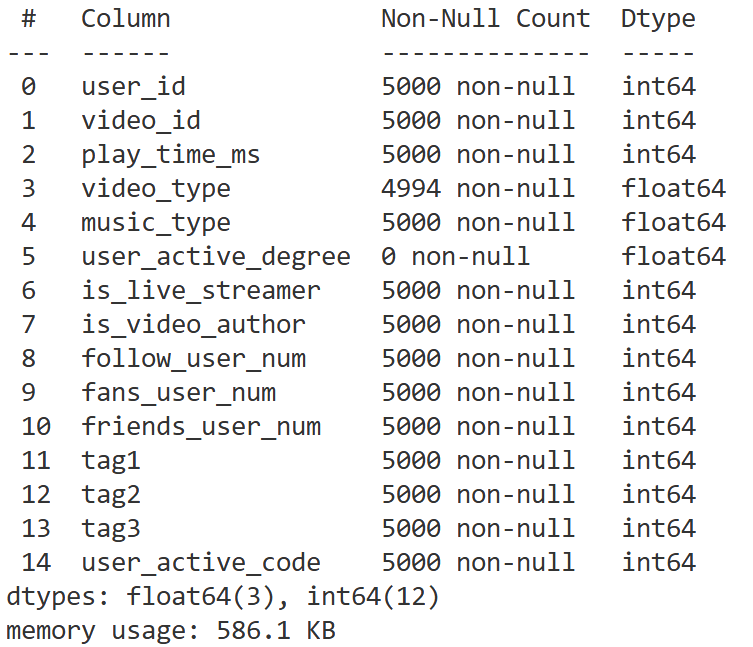 #   Column              Non-Null Count  Dtype
---  ------              --------------  -----
 0   user_id             5000 non-null   int64
 1   video_id            5000 non-null   int64
 2   play_time_ms        5000 non-null   int64
 3   video_type          4994 non-null   float64
 4   music_type          5000 non-null   float64
 5   user_active_degree  0 non-null      float64
 6   is_live_streamer    5000 non-null   int64
 7   is_video_author     5000 non-null   int64
 8   follow_user_num     5000 non-null   int64
 9   fans_user_num       5000 non-null   int64
 10  friends_user_num    5000 non-null   int64
 11  tag1                5000 non-null   int64
 12  tag2                5000 non-null   int64
 13  tag3                5000 non-null   int64
 14  user_active_code    5000 non-null   int64
dtypes: float64(3), int64(12)
memory usage: 586.1 KB